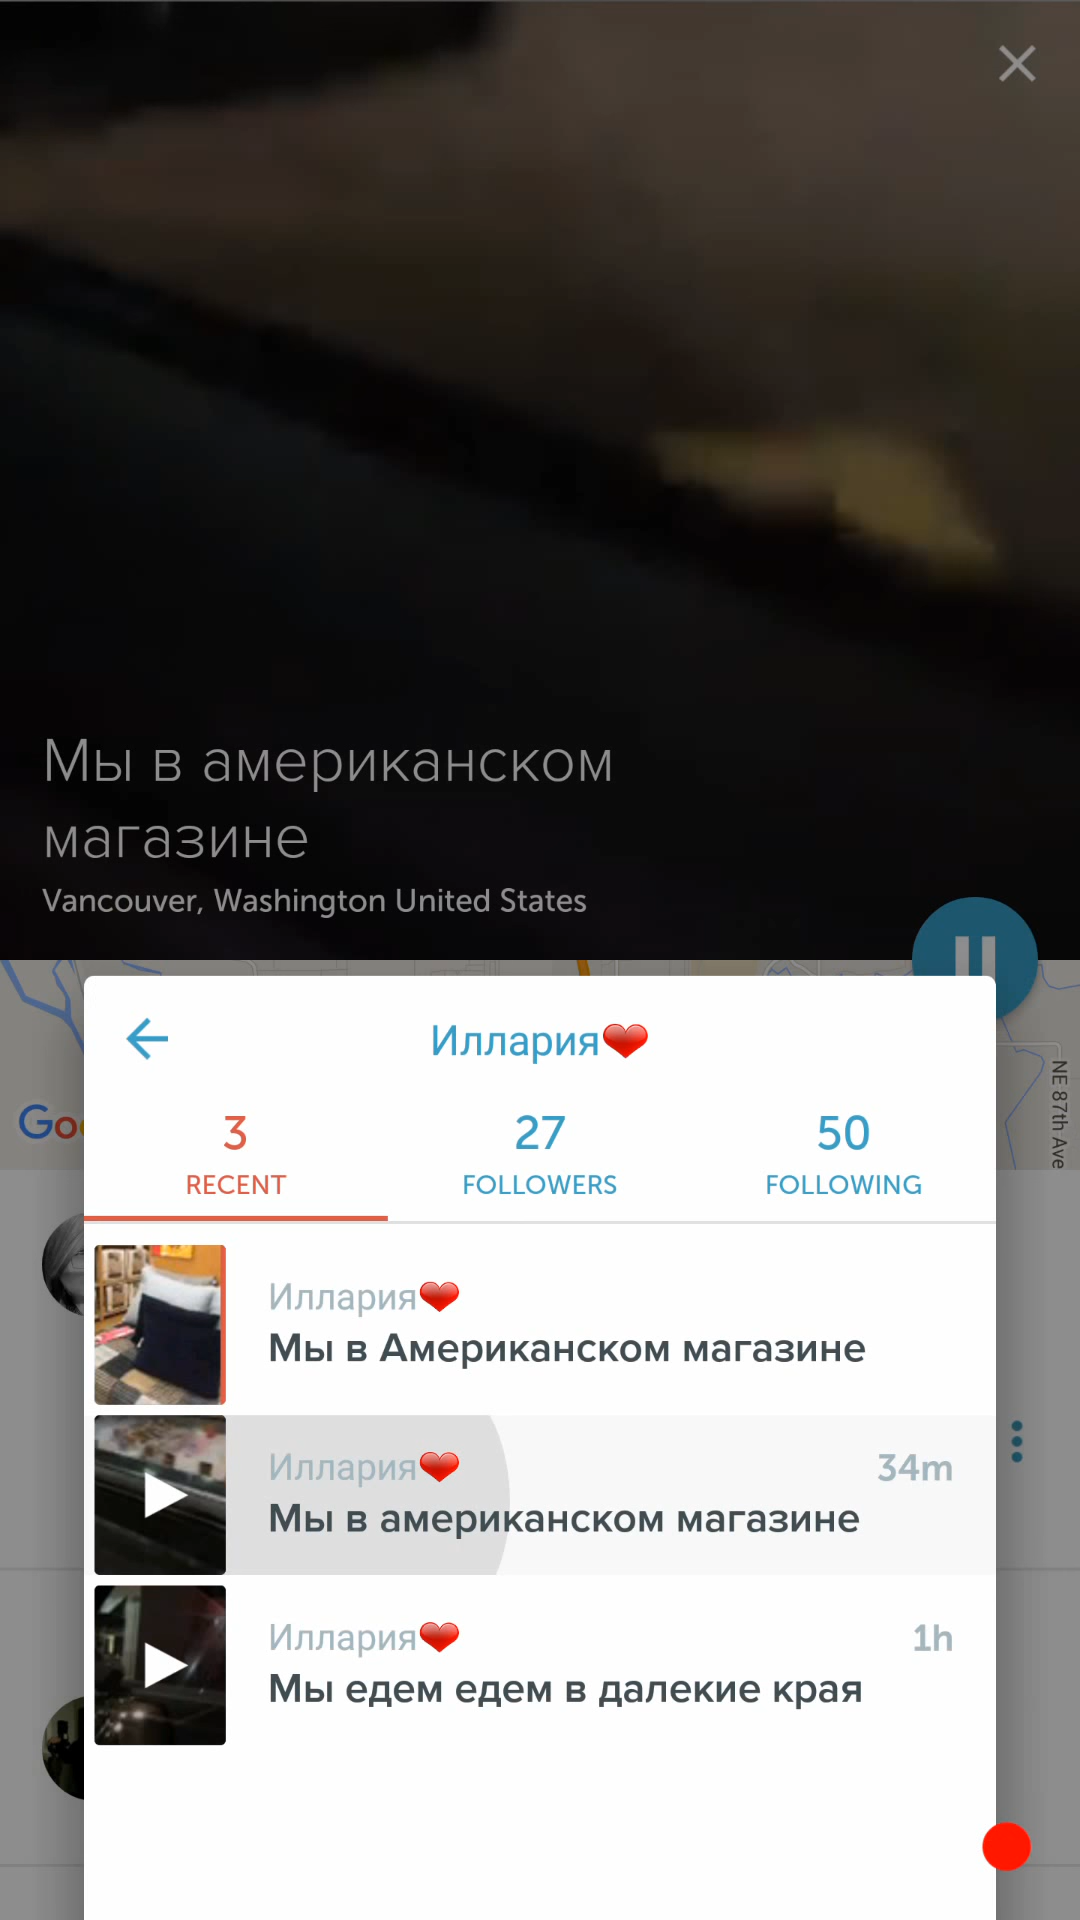 Мы в американском
магазине
Vancouver, Washington United States
Иллария❤
3
RECENT
27
FOLLOWERS
50
FOLLOWING
NE 87th Ave
Иллария❤
Мы в Американском магазине
Иллария❤
34m
Мы в американском магазине
Иллария❤
1h
Мы едем едем в далекие края